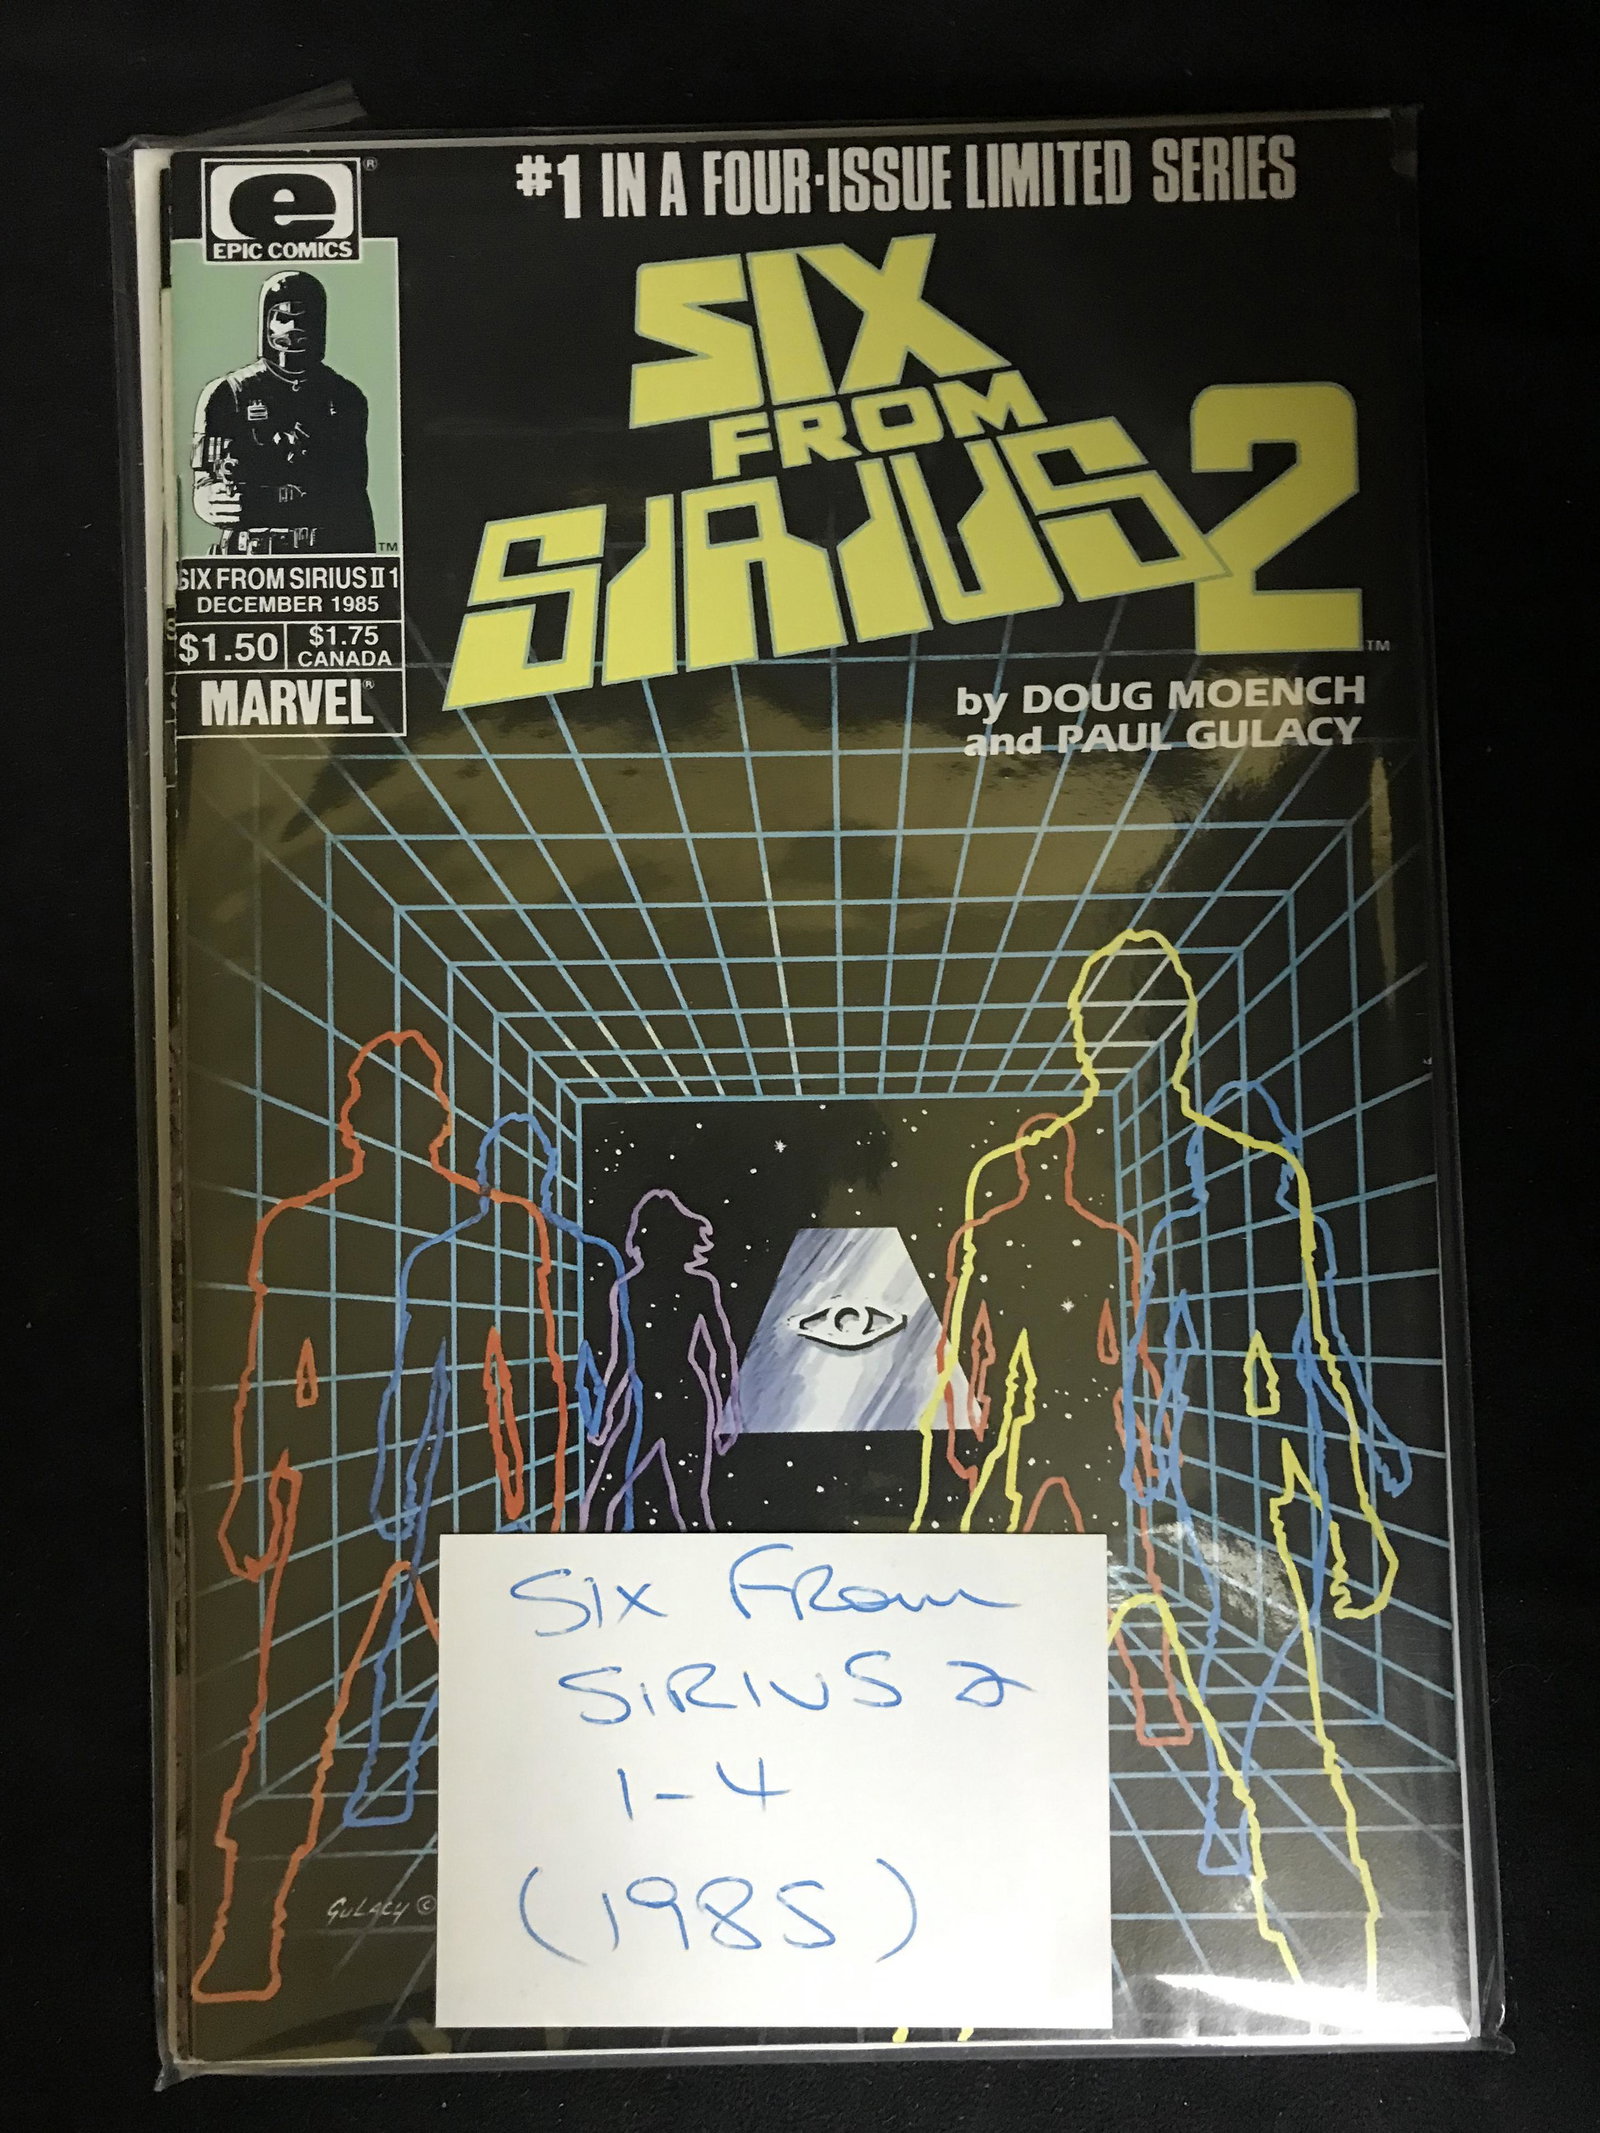 #1 IN A FOUR-ISSUE LIMITED SERIES
e ®
EPIC COMICS
TM
SIX FROM SIRIUS II 1
DECEMBER 1985
$1.50
$1.75
CANADA
MARVEL®
SIX
FROM
SIRIUS 2
TM
by DOUG MOENCH
and PAUL GULACY
GULACY ©
SIX FROM
SIRIUS 2
1-4
(1985)